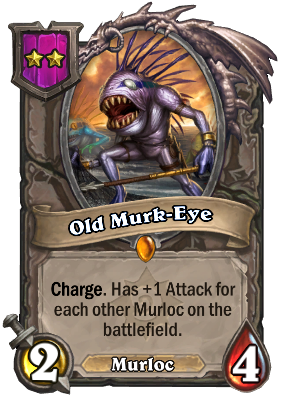 Old Murk-Eye
Charge. Has +1 Attack for
each other Murloc on the
battlefield.
2
Murloc
4